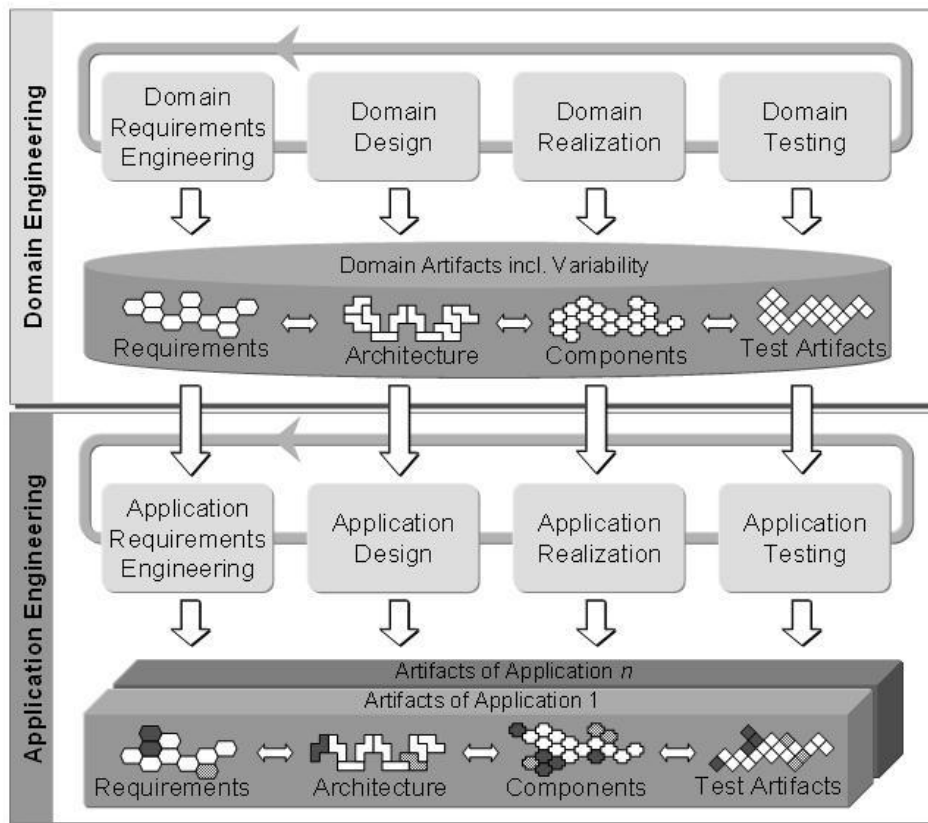 Domain Engineering
Domain
Requirements
Engineering
Domain
Design
Domain
Realization
Domain
Testing
Domain Artifacts incl. Variability
Requirements
Architecture
Components
Test Artifacts
Application Engineering
Application
Requirements
Engineering
Application
Design
Application
Realization
Application
Testing
Artifacts of Application n
Artifacts of Application 1
Requirements
Architecture
Components
Test Artifacts